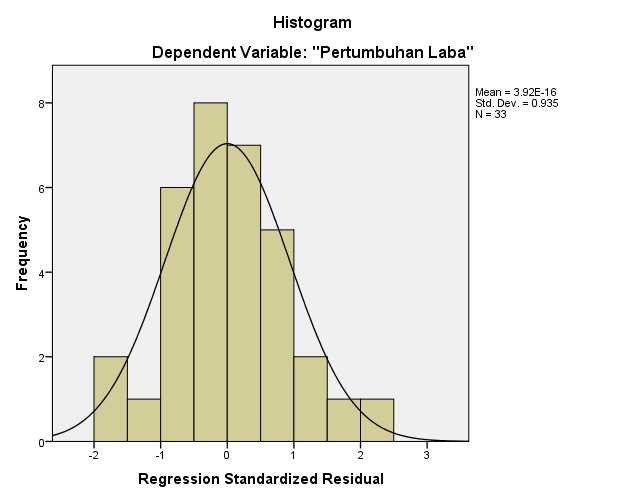 Histogram
Dependent Variable: "Pertumbuhan Laba"
Mean = 3.92E-16
Std. Dev. = 0.935
N = 33
Frequency
8
6
4
2
0
-2 -1 0 1 2 3
Regression Standardized Residual